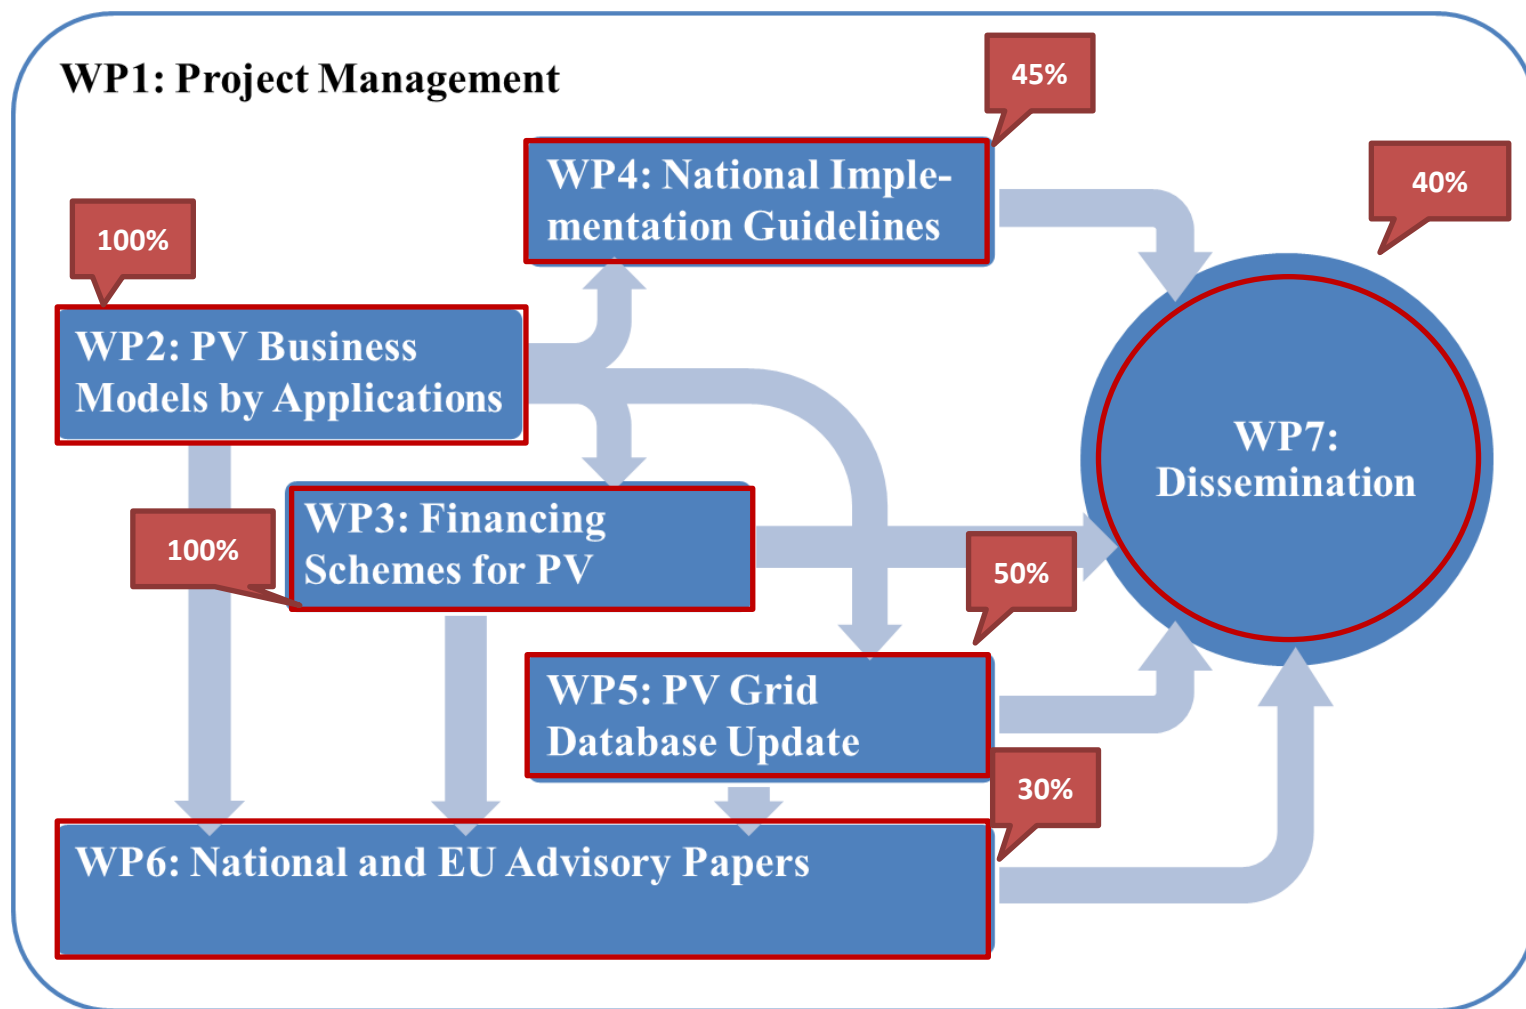 WP1: Project Management
45%
WP4: National Imple-
mentation Guidelines
40%
100%
WP2: PV Business
Models by Applications
WP7:
Dissemination
100%
WP3: Financing
Schemes for PV
50%
WP5: PV Grid
Database Update
30%
WP6: National and EU Advisory Papers